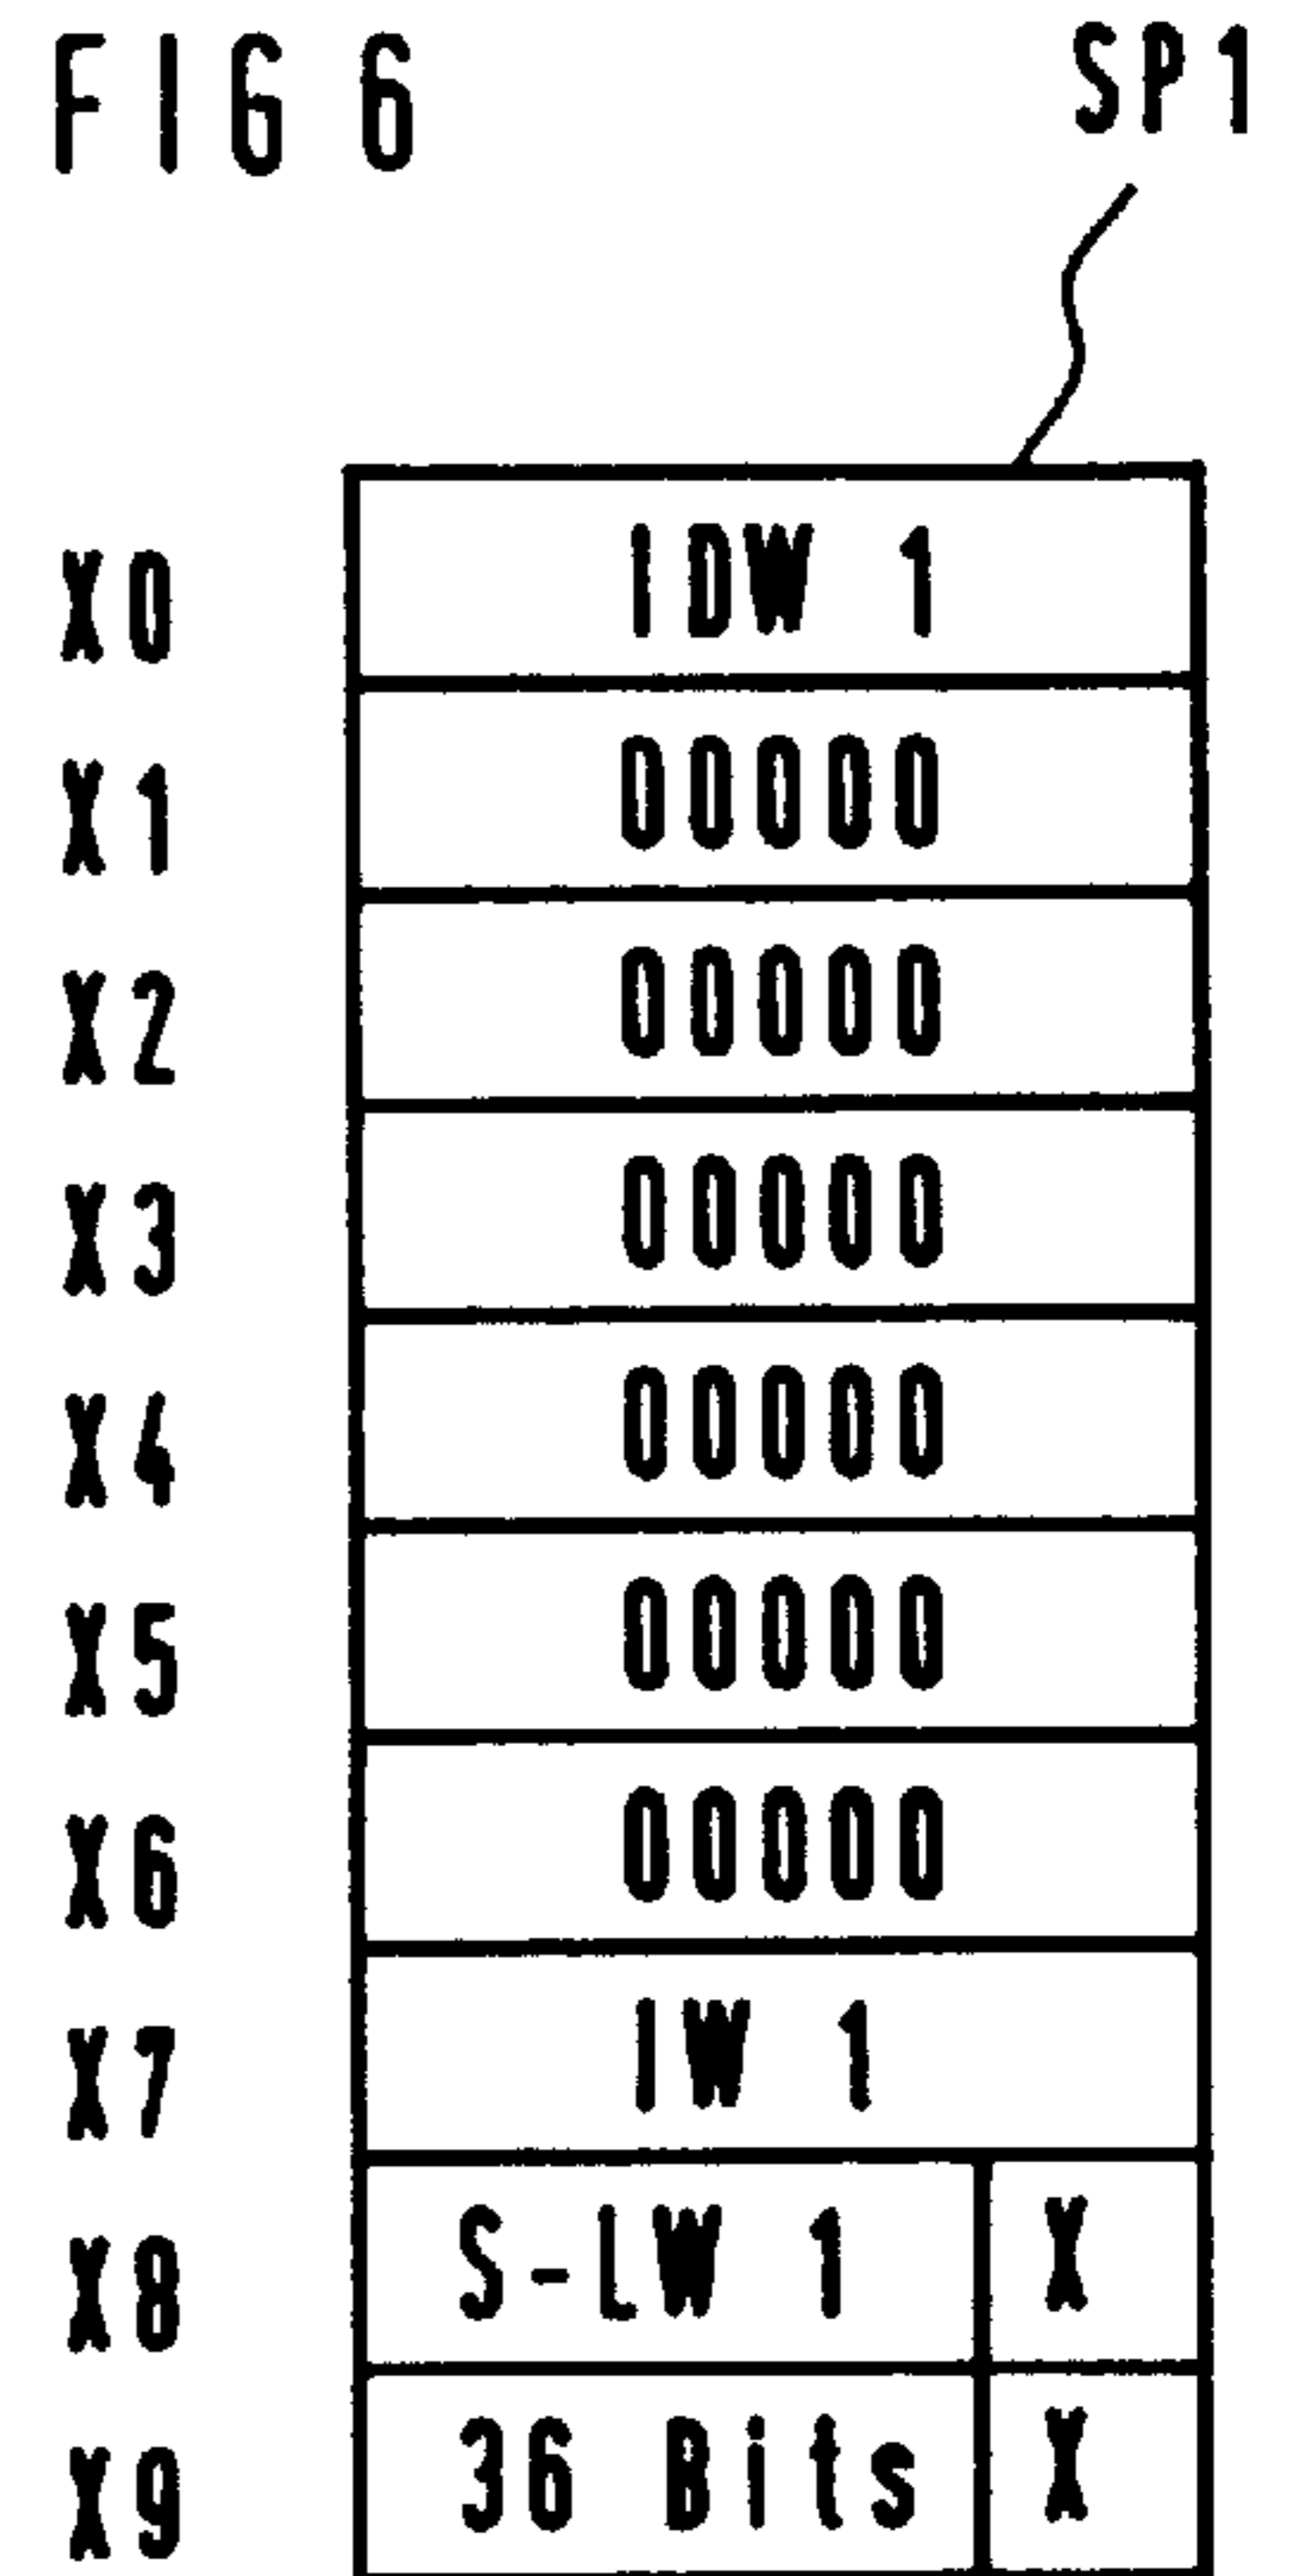 FIG 6 SP1
X0 IDW 1
X1 00000
X2 00000
X3 00000
X4 00000
X5 00000
X6 00000
X7 IW 1
X8 S-LW 1 X
X9 36 Bits X